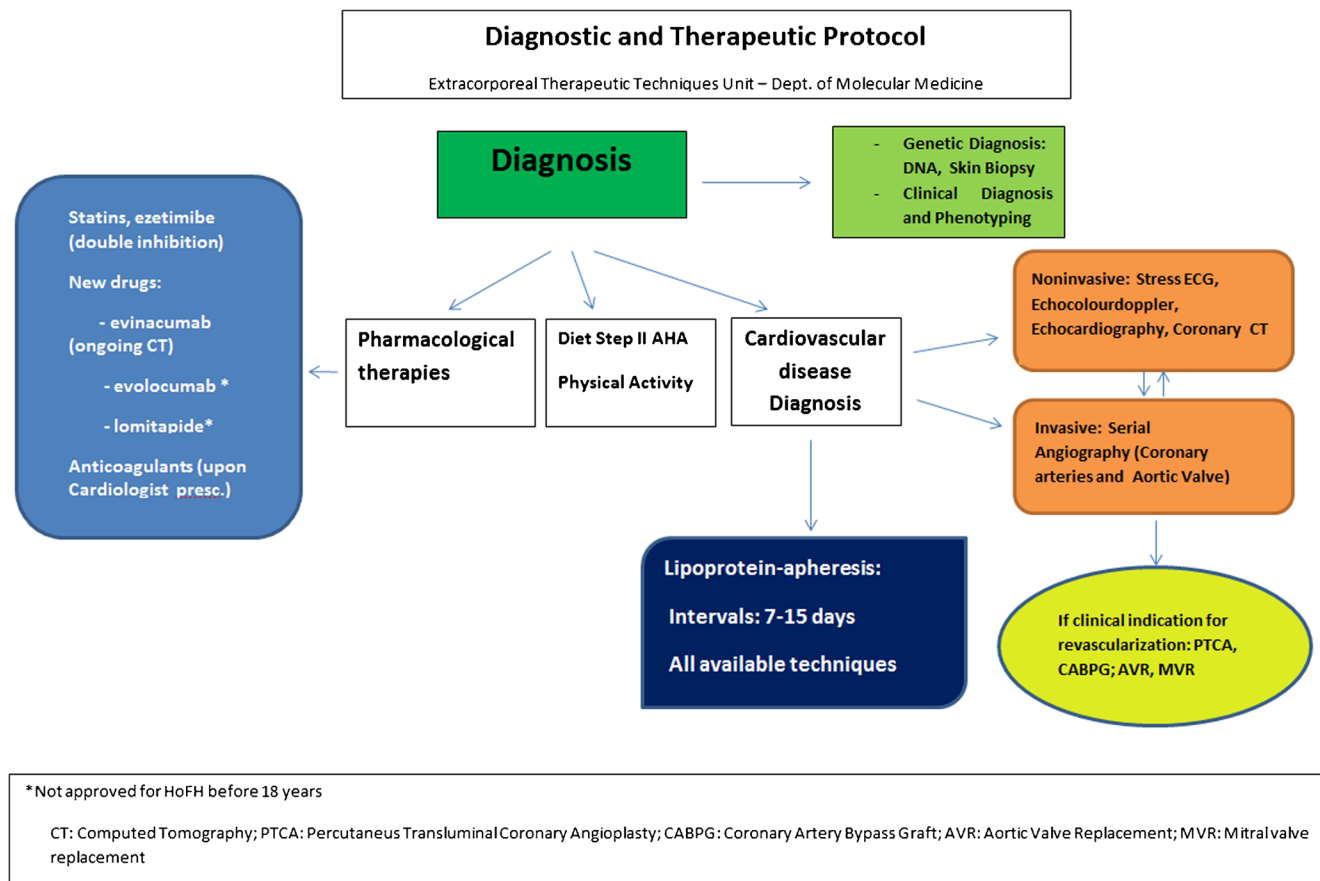 Diagnostic and Therapeutic Protocol
Extracorporeal Therapeutic Techniques Unit – Dept. of Molecular Medicine
Diagnosis
- Genetic Diagnosis:
DNA, Skin Biopsy
- Clinical Diagnosis
and Phenotyping
Statins, ezetimibe
(double inhibition)
New drugs:
- evinacumab
(ongoing CT)
- evolocumab *
- lomitapide*
Anticoagulants (upon
Cardiologist presc.)
Pharmacological
therapies
Diet Step II AHA
Physical Activity
Cardiovascular
disease
Diagnosis
Noninvasive: Stress ECG,
Echocolourdoppler,
Echocardiography, Coronary CT
Invasive: Serial
Angiography (Coronary
arteries and Aortic Valve)
Lipoprotein-apheresis:
Intervals: 7-15 days
All available techniques
If clinical indication for
revascularization: PTCA,
CABPG; AVR, MVR
*Not approved for HoFH before 18 years
CT: Computed Tomography; PTCA: Percutaneus Transluminal Coronary Angioplasty; CABPG: Coronary Artery Bypass Graft; AVR: Aortic Valve Replacement; MVR: Mitral valve
replacement